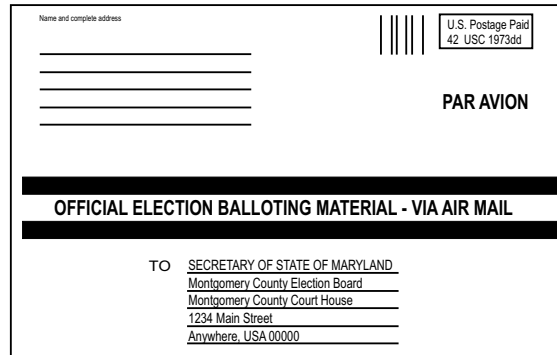 Name and complete address
U.S. Postage Paid
42 USC 1973dd
PAR AVION
OFFICIAL ELECTION BALLOTING MATERIAL - VIA AIR MAIL
TO SECRETARY OF STATE OF MARYLAND
Montgomery County Election Board
Montgomery County Court House
1234 Main Street
Anywhere, USA 00000